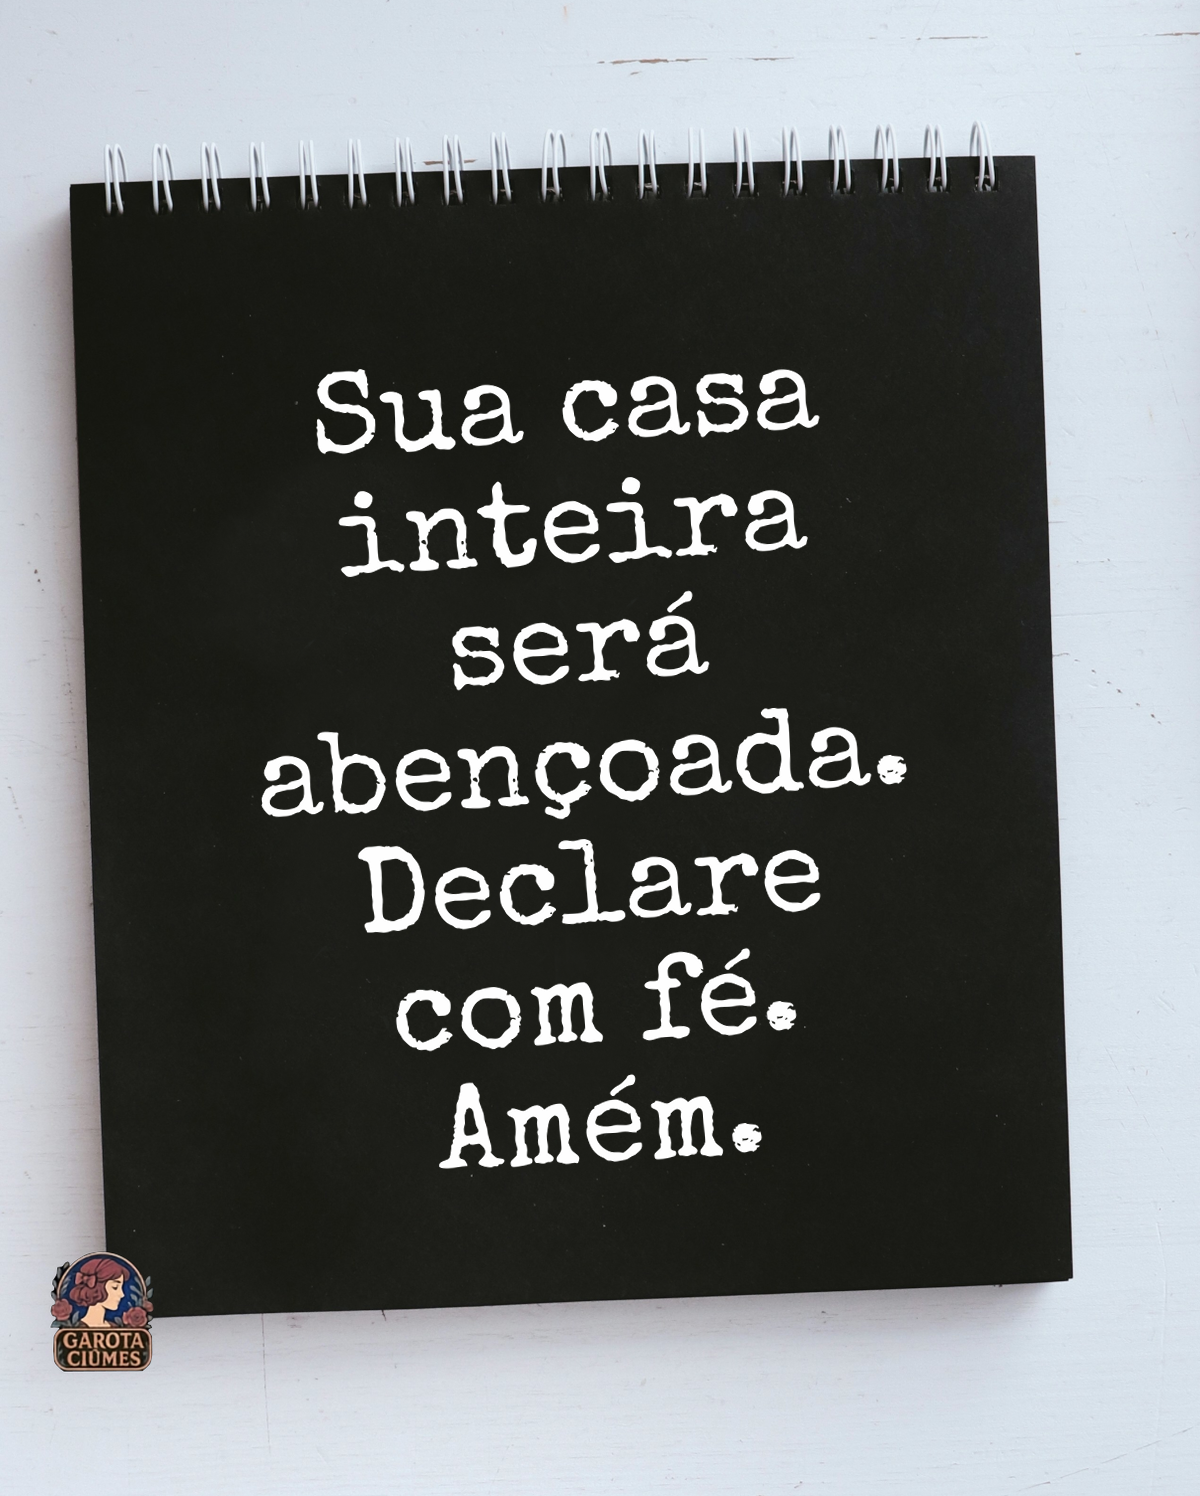 Sua casa
inteira
será
abençoada.
Declare
com fé.
Amém.
GAROTA
CIÚMES